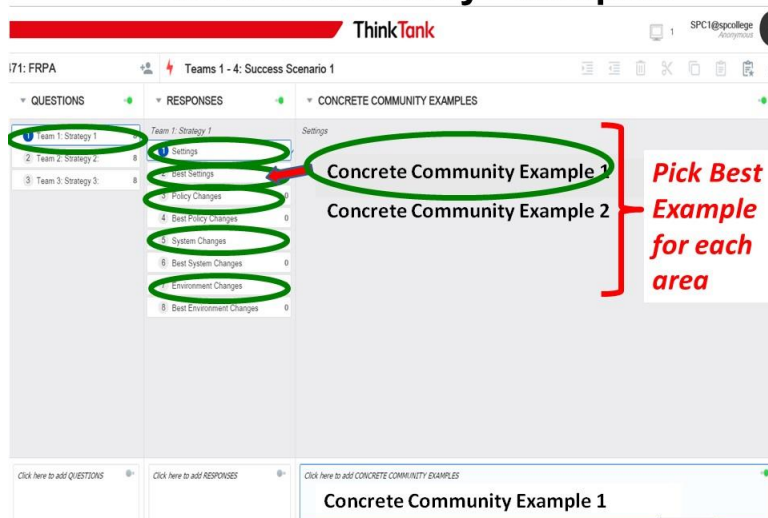 ThinkTank
1
SPC1@spcollege
Anonymous
71: FRPA
Teams 1 - 4: Success Scenario 1
QUESTIONS
RESPONSES
CONCRETE COMMUNITY EXAMPLES
1 Team 1: Strategy 1
2 Team 2: Strategy 2: 8
3 Team 3: Strategy 3: 8
Team 1: Strategy 1
1 Settings
2 Best Settings
3 Policy Changes 0
4 Best Policy Changes 0
5 System Changes
6 Best System Changes 0
7 Environment Changes
8 Best Environment Changes 0
Settings
Concrete Community Example 1
Concrete Community Example 2
Pick Best
Example
for each
area
Click here to add QUESTIONS
Click here to add RESPONSES
Click here to add CONCRETE COMMUNITY EXAMPLES
Concrete Community Example 1